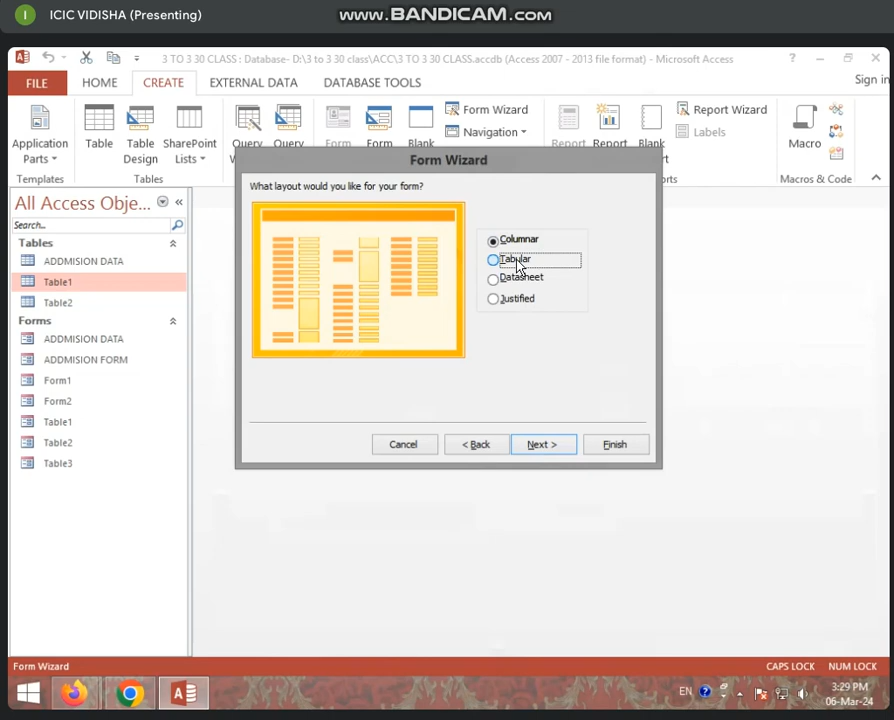 I ICIC VIDISHA (Presenting)
www.BANDICAM.com
3 TO 3 30 CLASS : Database- D:\3 to 3 30 class\ACC\3 TO 3 30 CLASS.accdb (Access 2007 - 2013 file format) - Microsoft Access
FILE HOME CREATE EXTERNAL DATA DATABASE TOOLS Sign in
Application Parts
Table
Table Design
SharePoint Lists
Query
Query
Form
Form
Blank
Form Wizard
Navigation
Report
Report
Blank
Report Wizard
Labels
Macro
Templates
Tables
Macros & Code
All Access Obje...
Search...
Tables
ADDMISION DATA
Table1
Table2
Forms
ADDMISION DATA
ADDMISION FORM
Form1
Form2
Table1
Table2
Table3
Form Wizard
What layout would you like for your form?
Columnar
Tabular
Datasheet
Justified
Cancel < Back Next > Finish
Form Wizard CAPS LOCK NUM LOCK
EN 3:29 PM
06-Mar-24